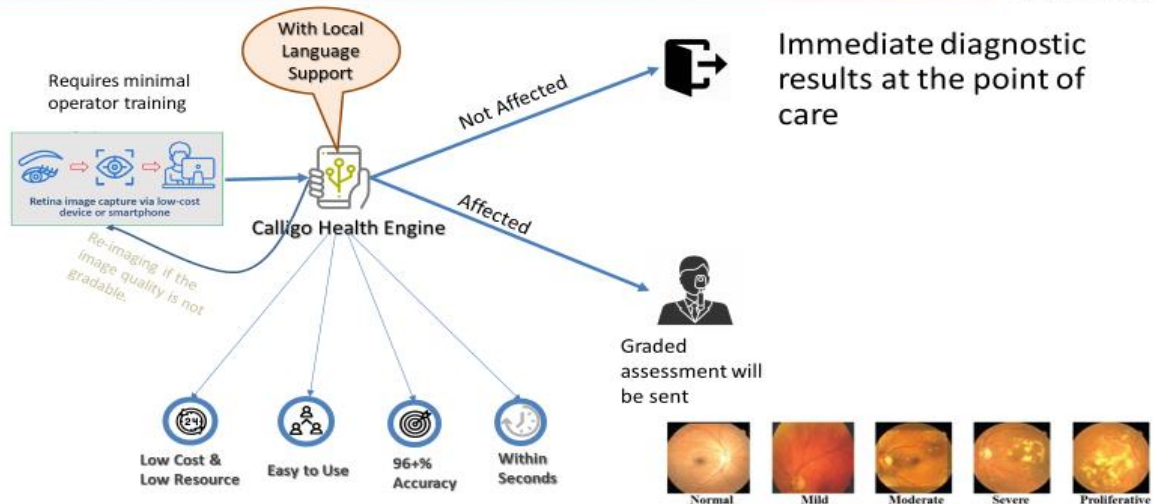 With Local
Language
Support
Immediate diagnostic
results at the point of
care
Requires minimal
operator training
Retina image capture via low-cost
device or smartphone
Calligo Health Engine
Not Affected
Affected
Re-imaging if the
image quality is not
gradable.
Graded
assessment will
be sent
24
Low Cost &
Low Resource
Easy to Use
96+%
Accuracy
Within
Seconds
Normal
Mild
Moderate
Severe
Proliferative